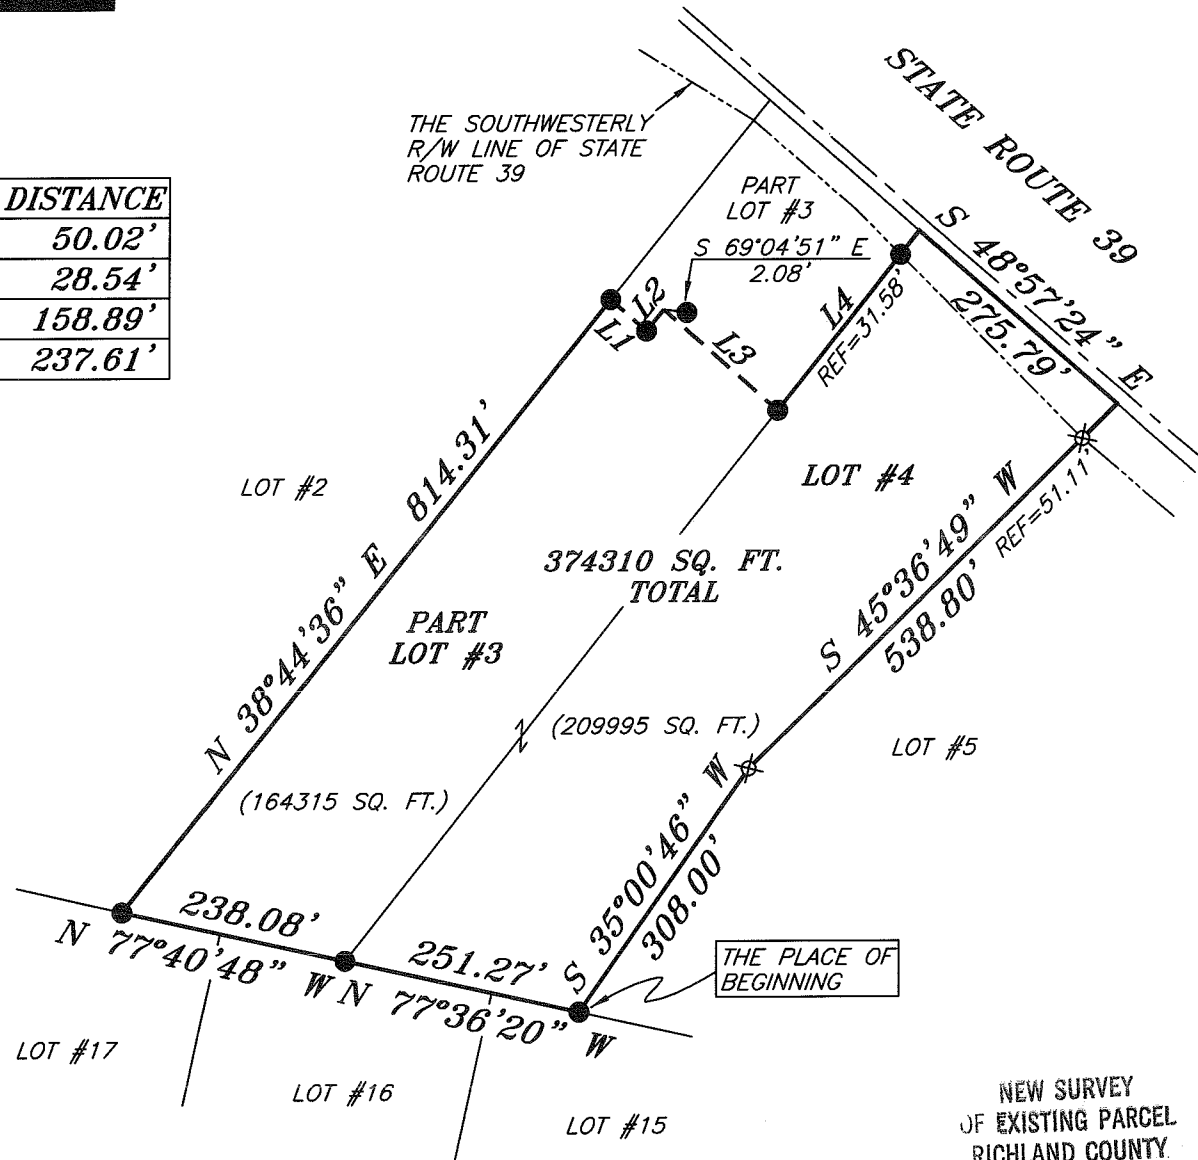 DISTANCE
50.02'
28.54'
158.89'
237.61'
THE SOUTHWESTERLY
R/W LINE OF STATE
ROUTE 39
STATE ROUTE 39
PART
LOT #3
S 69°04'51" E
2.08'
S 48°57'24" E
275.79'
L1
L2
L3
L4
REF=31.58'
LOT #2
N 38°44'36" E 814.31'
LOT #4
S 45°36'49" W
538.80'
REF=51.11'
374310 SQ. FT.
TOTAL
PART
LOT #3
(209995 SQ. FT.)
LOT #5
(164315 SQ. FT.)
S 35°00'46" W
308.00'
238.08'
N 77°40'48" W
251.27'
N 77°36'20" W
THE PLACE OF
BEGINNING
LOT #17
LOT #16
LOT #15
NEW SURVEY
OF EXISTING PARCEL
RICHLAND COUNTY